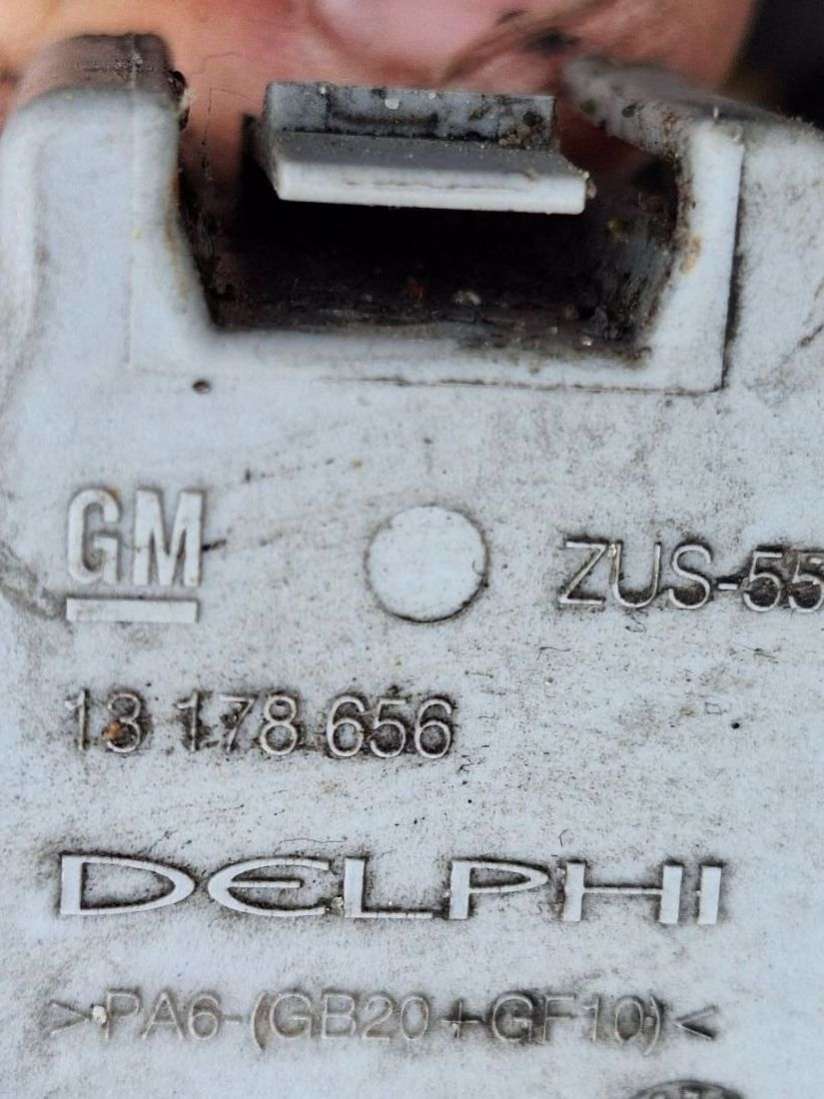 GM
ZUS-55
13 178 656
DELPHI
>PA6-(GB20+GF10)<